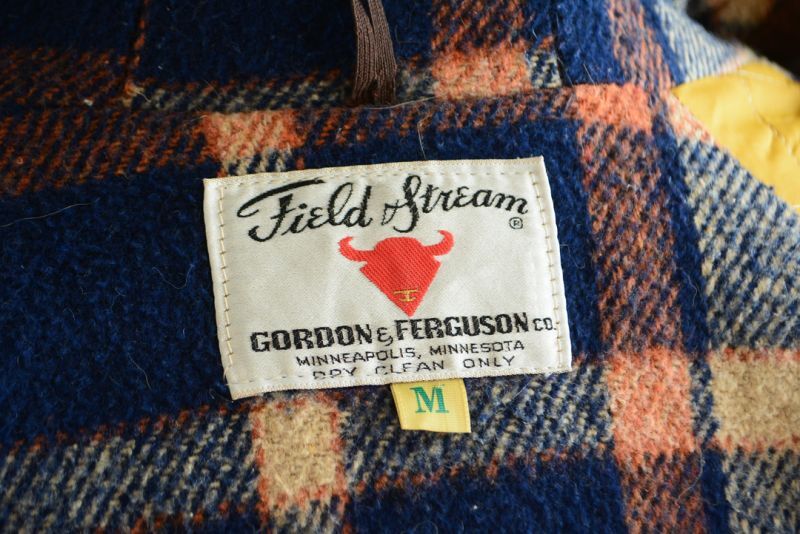 Field & Stream ®
GORDON & FERGUSON CO.
MINNEAPOLIS, MINNESOTA
DRY CLEAN ONLY
M